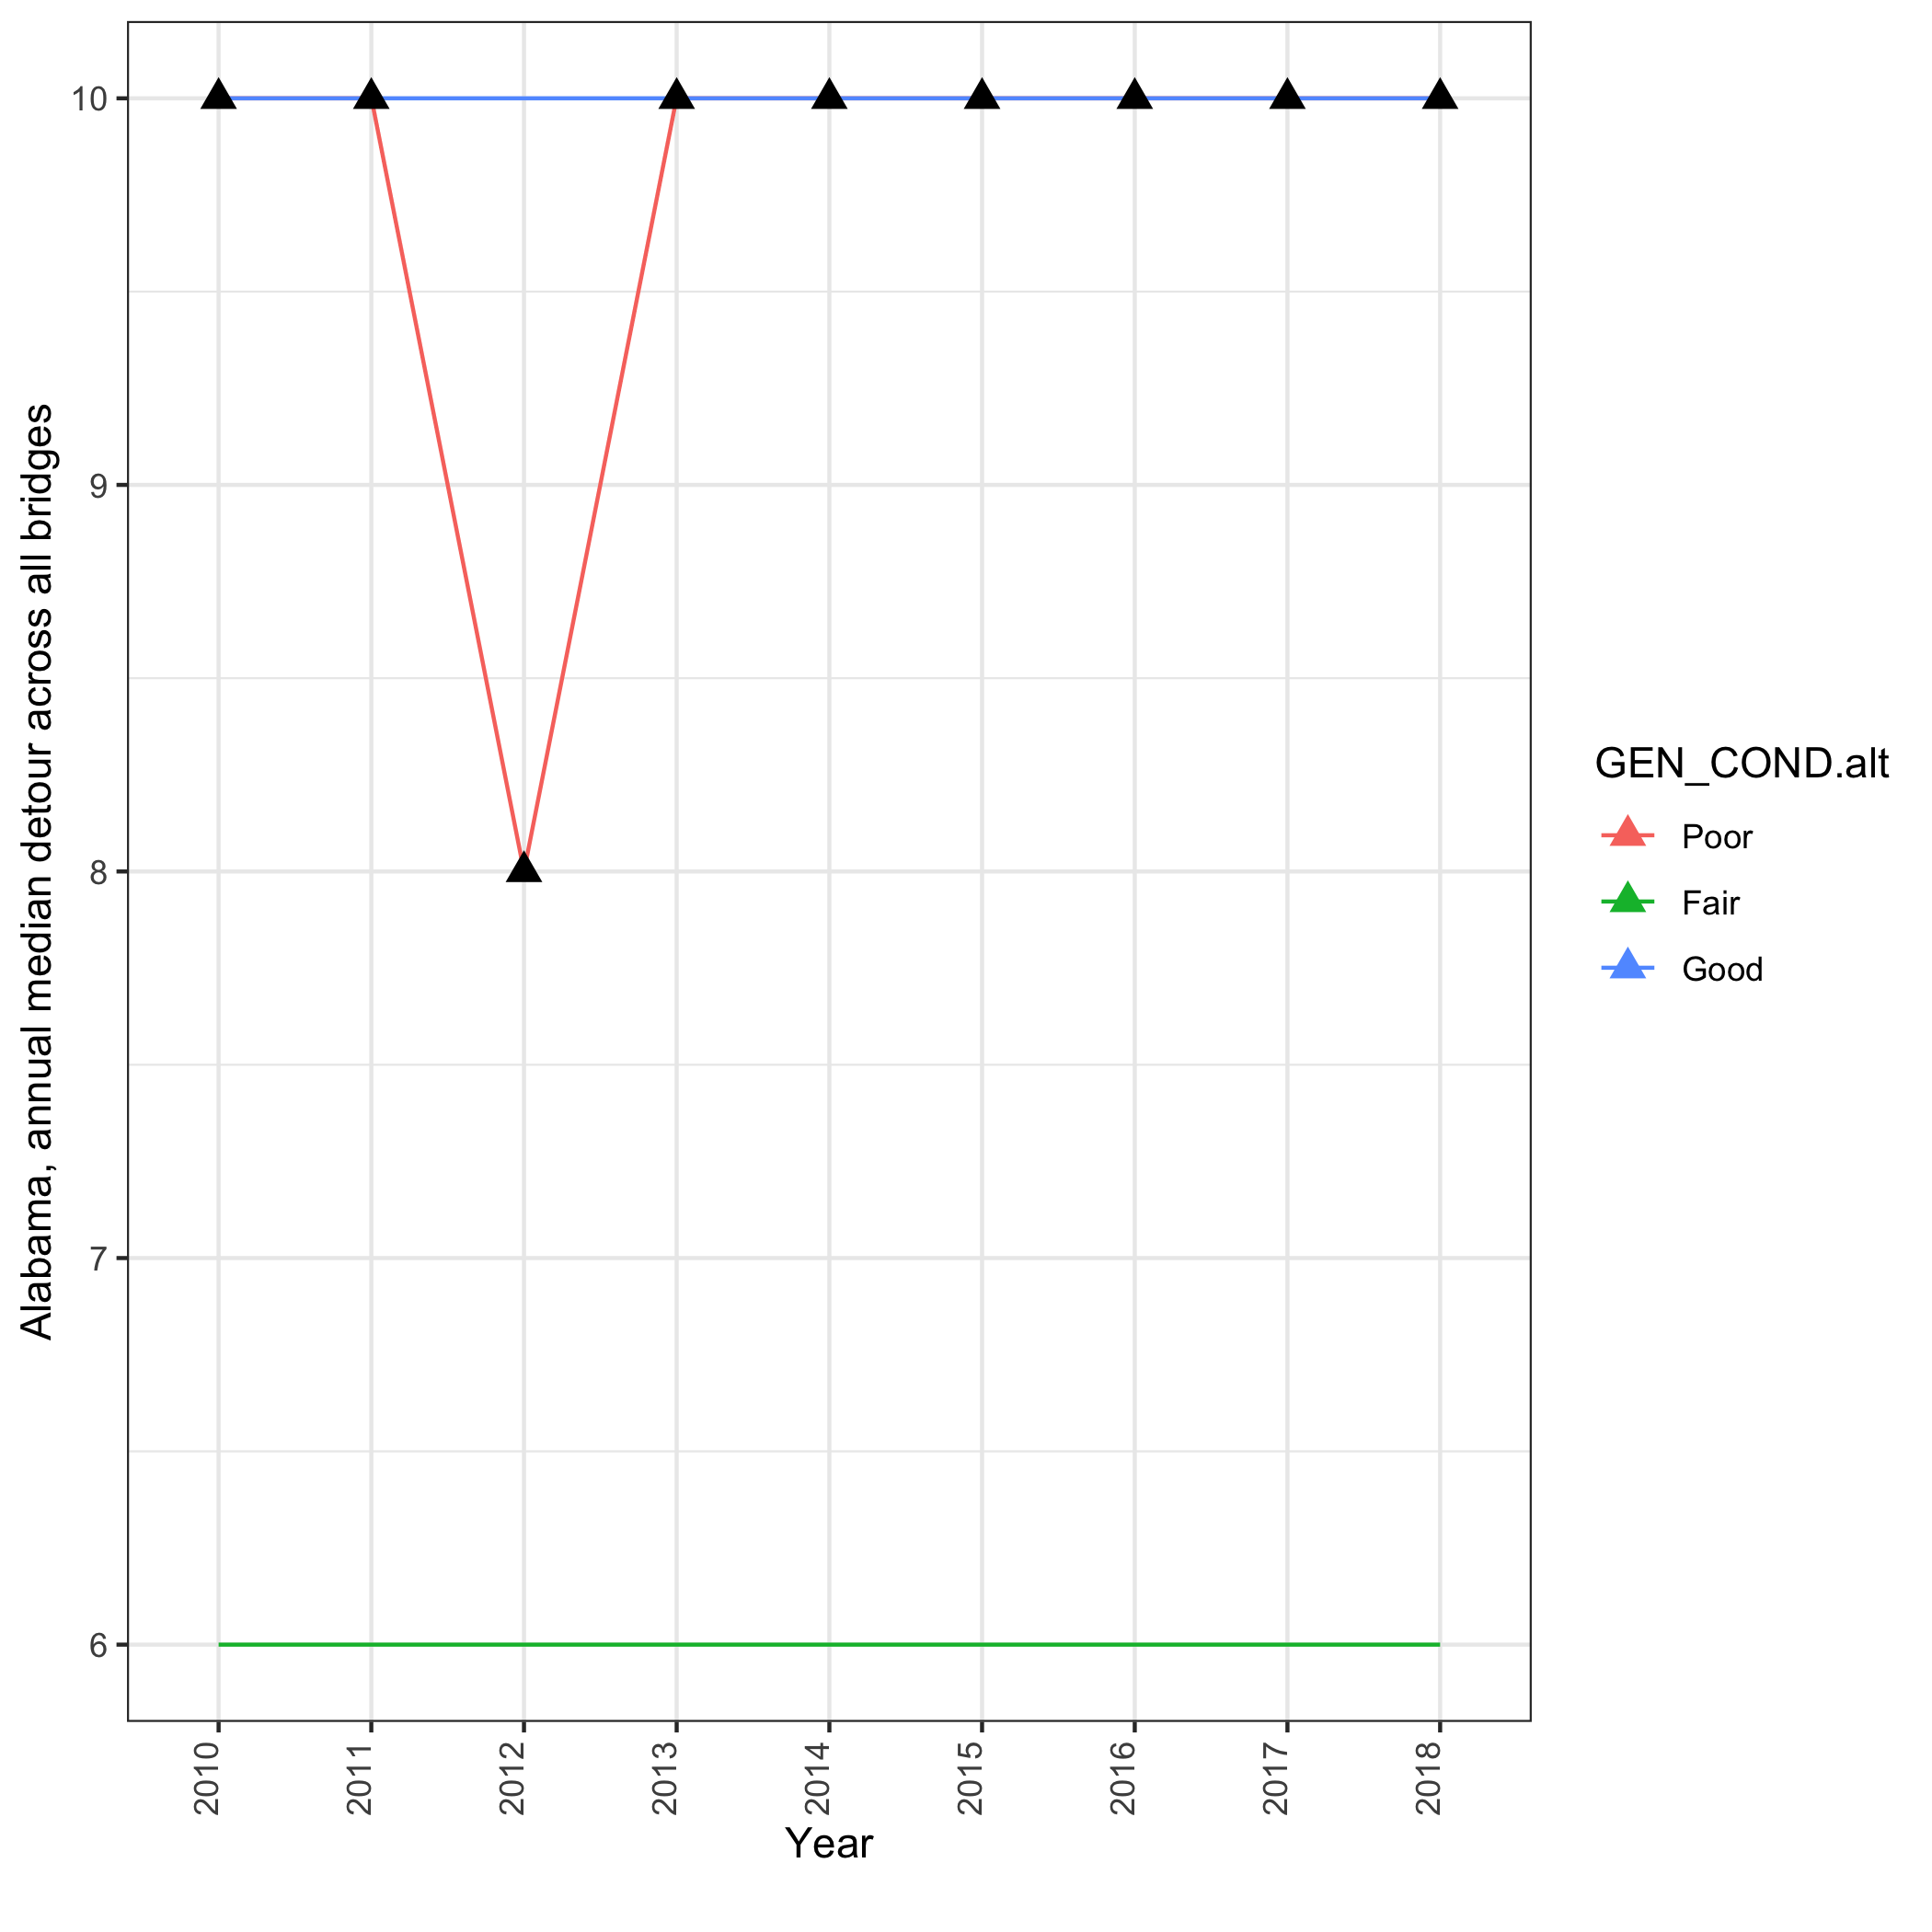 Alabama, annual median detour across all bridges
10
9
8
7
6
2010
2011
2012
2013
2014
2015
2016
2017
2018
Year
GEN_COND.alt
Poor
Fair
Good